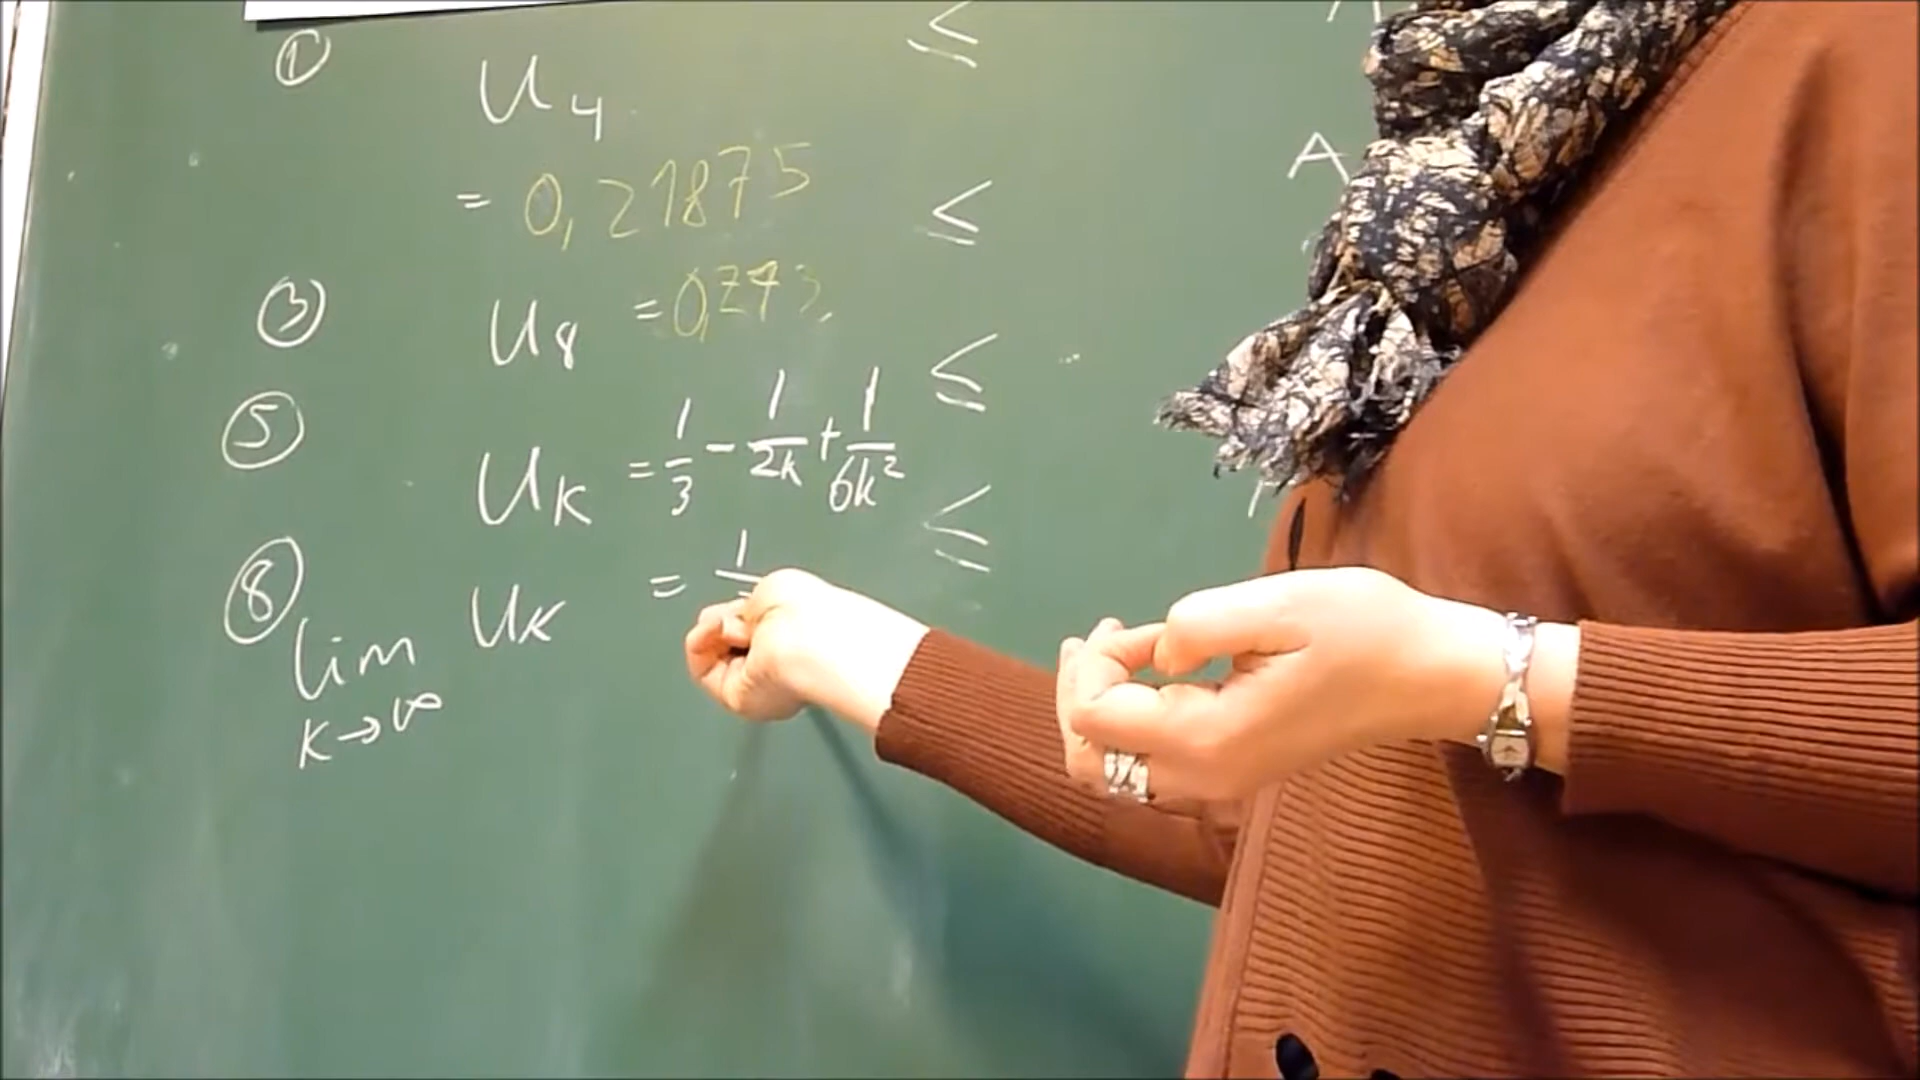 ① U₄ ≤ A
= 0,21875 ≤ A
③ U₈ = 0,273 ≤
⑤ Uₖ = 1/3 - 1/2k + 1/6k² ≤
⑧ lim Uₖ = 1/
k→∞